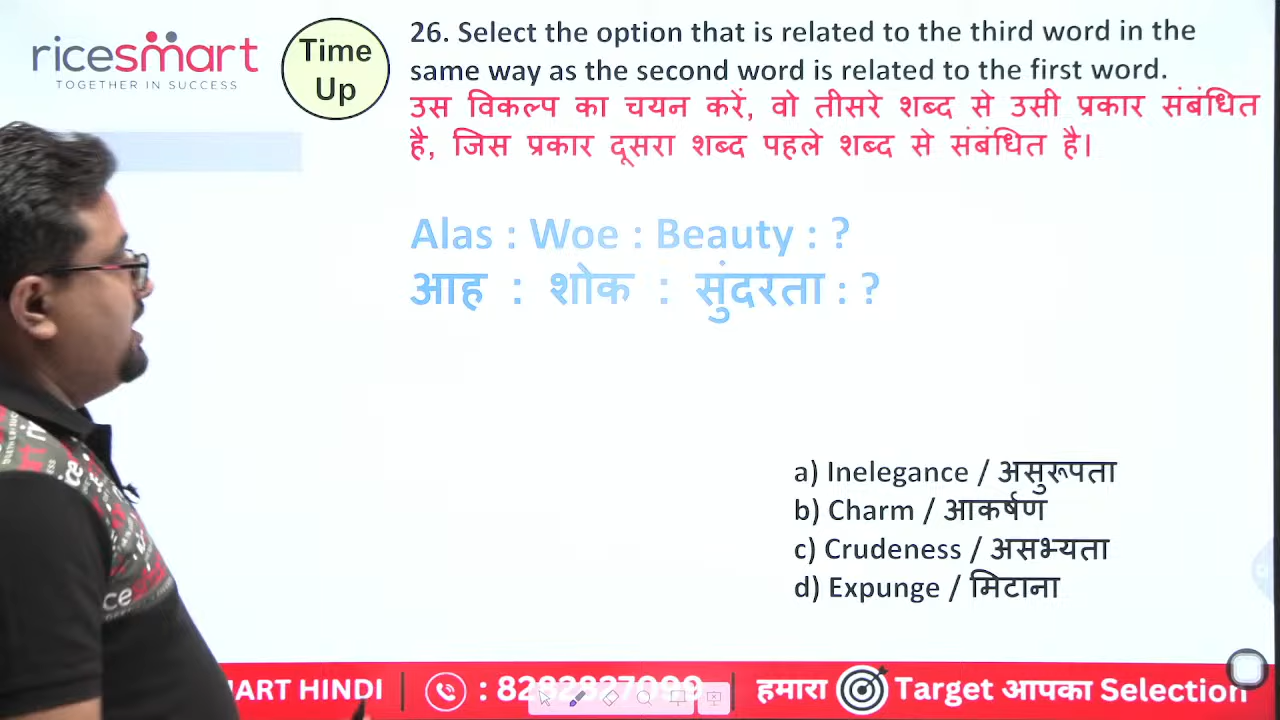 ricesmart
TOGETHER IN SUCCESS
Time
Up
26. Select the option that is related to the third word in the
same way as the second word is related to the first word.
उस विकल्प का चयन करें, वो तीसरे शब्द से उसी प्रकार संबंधित
है, जिस प्रकार दूसरा शब्द पहले शब्द से संबंधित है।
Alas : Woe : Beauty : ?
आह : शोक : सुंदरता : ?
a) Inelegance / असुरूपता
b) Charm / आकर्षण
c) Crudeness / असभ्यता
d) Expunge / मिटाना
HINDI
हमारा Target आपका Selection